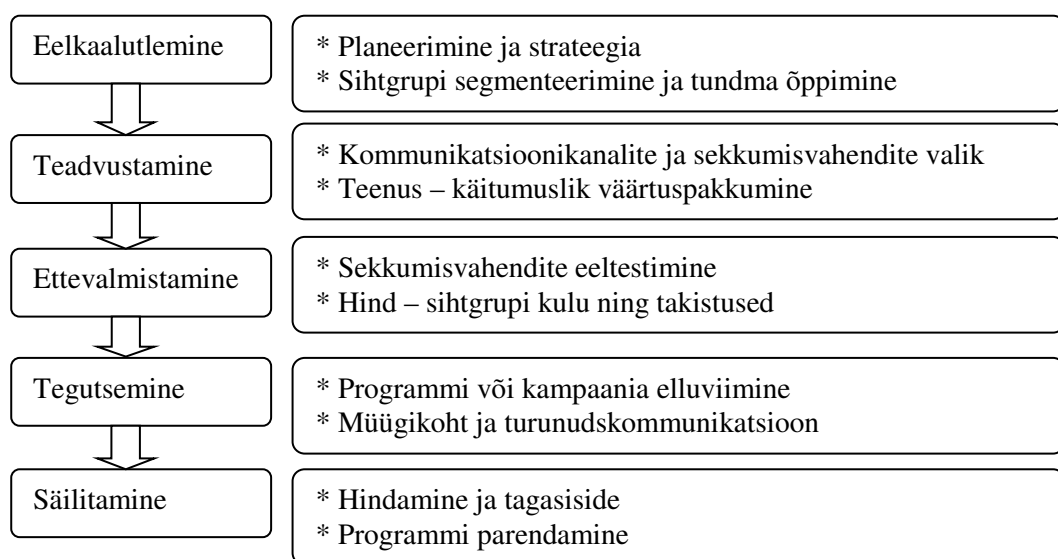 Eelkaalutlemine
* Planeerimine ja strateegia
* Sihtgrupi segmenteerimine ja tundma õppimine
Teadvustamine
* Kommunikatsioonikanalite ja sekkumisvahendite valik
* Teenus – käitumuslik väärtuspakkumine
Ettevalmistamine
* Sekkumisvahendite eeltestimine
* Hind – sihtgrupi kulu ning takistused
Tegutsemine
* Programmi või kampaania elluviimine
* Müügikoht ja turunudskommunikatsioon
Säilitamine
* Hindamine ja tagasiside
* Programmi parendamine